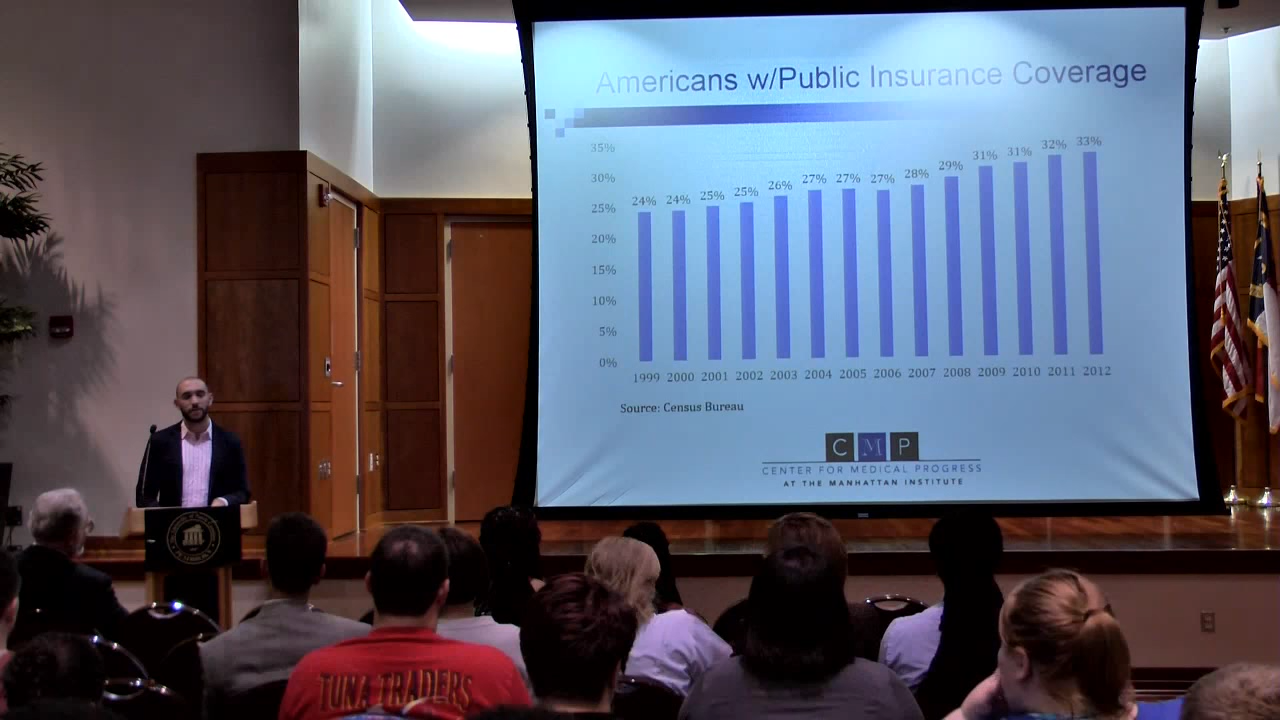 Americans w/Public Insurance Coverage
35%
30%
25%
20%
15%
10%
5%
0%
24% 24% 25% 25% 26% 27% 27% 27% 28% 29% 31% 31% 32% 33%
1999 2000 2001 2002 2003 2004 2005 2006 2007 2008 2009 2010 2011 2012
Source: Census Bureau
C M P
CENTER FOR MEDICAL PROGRESS
AT THE MANHATTAN INSTITUTE
TUNA TRADERS